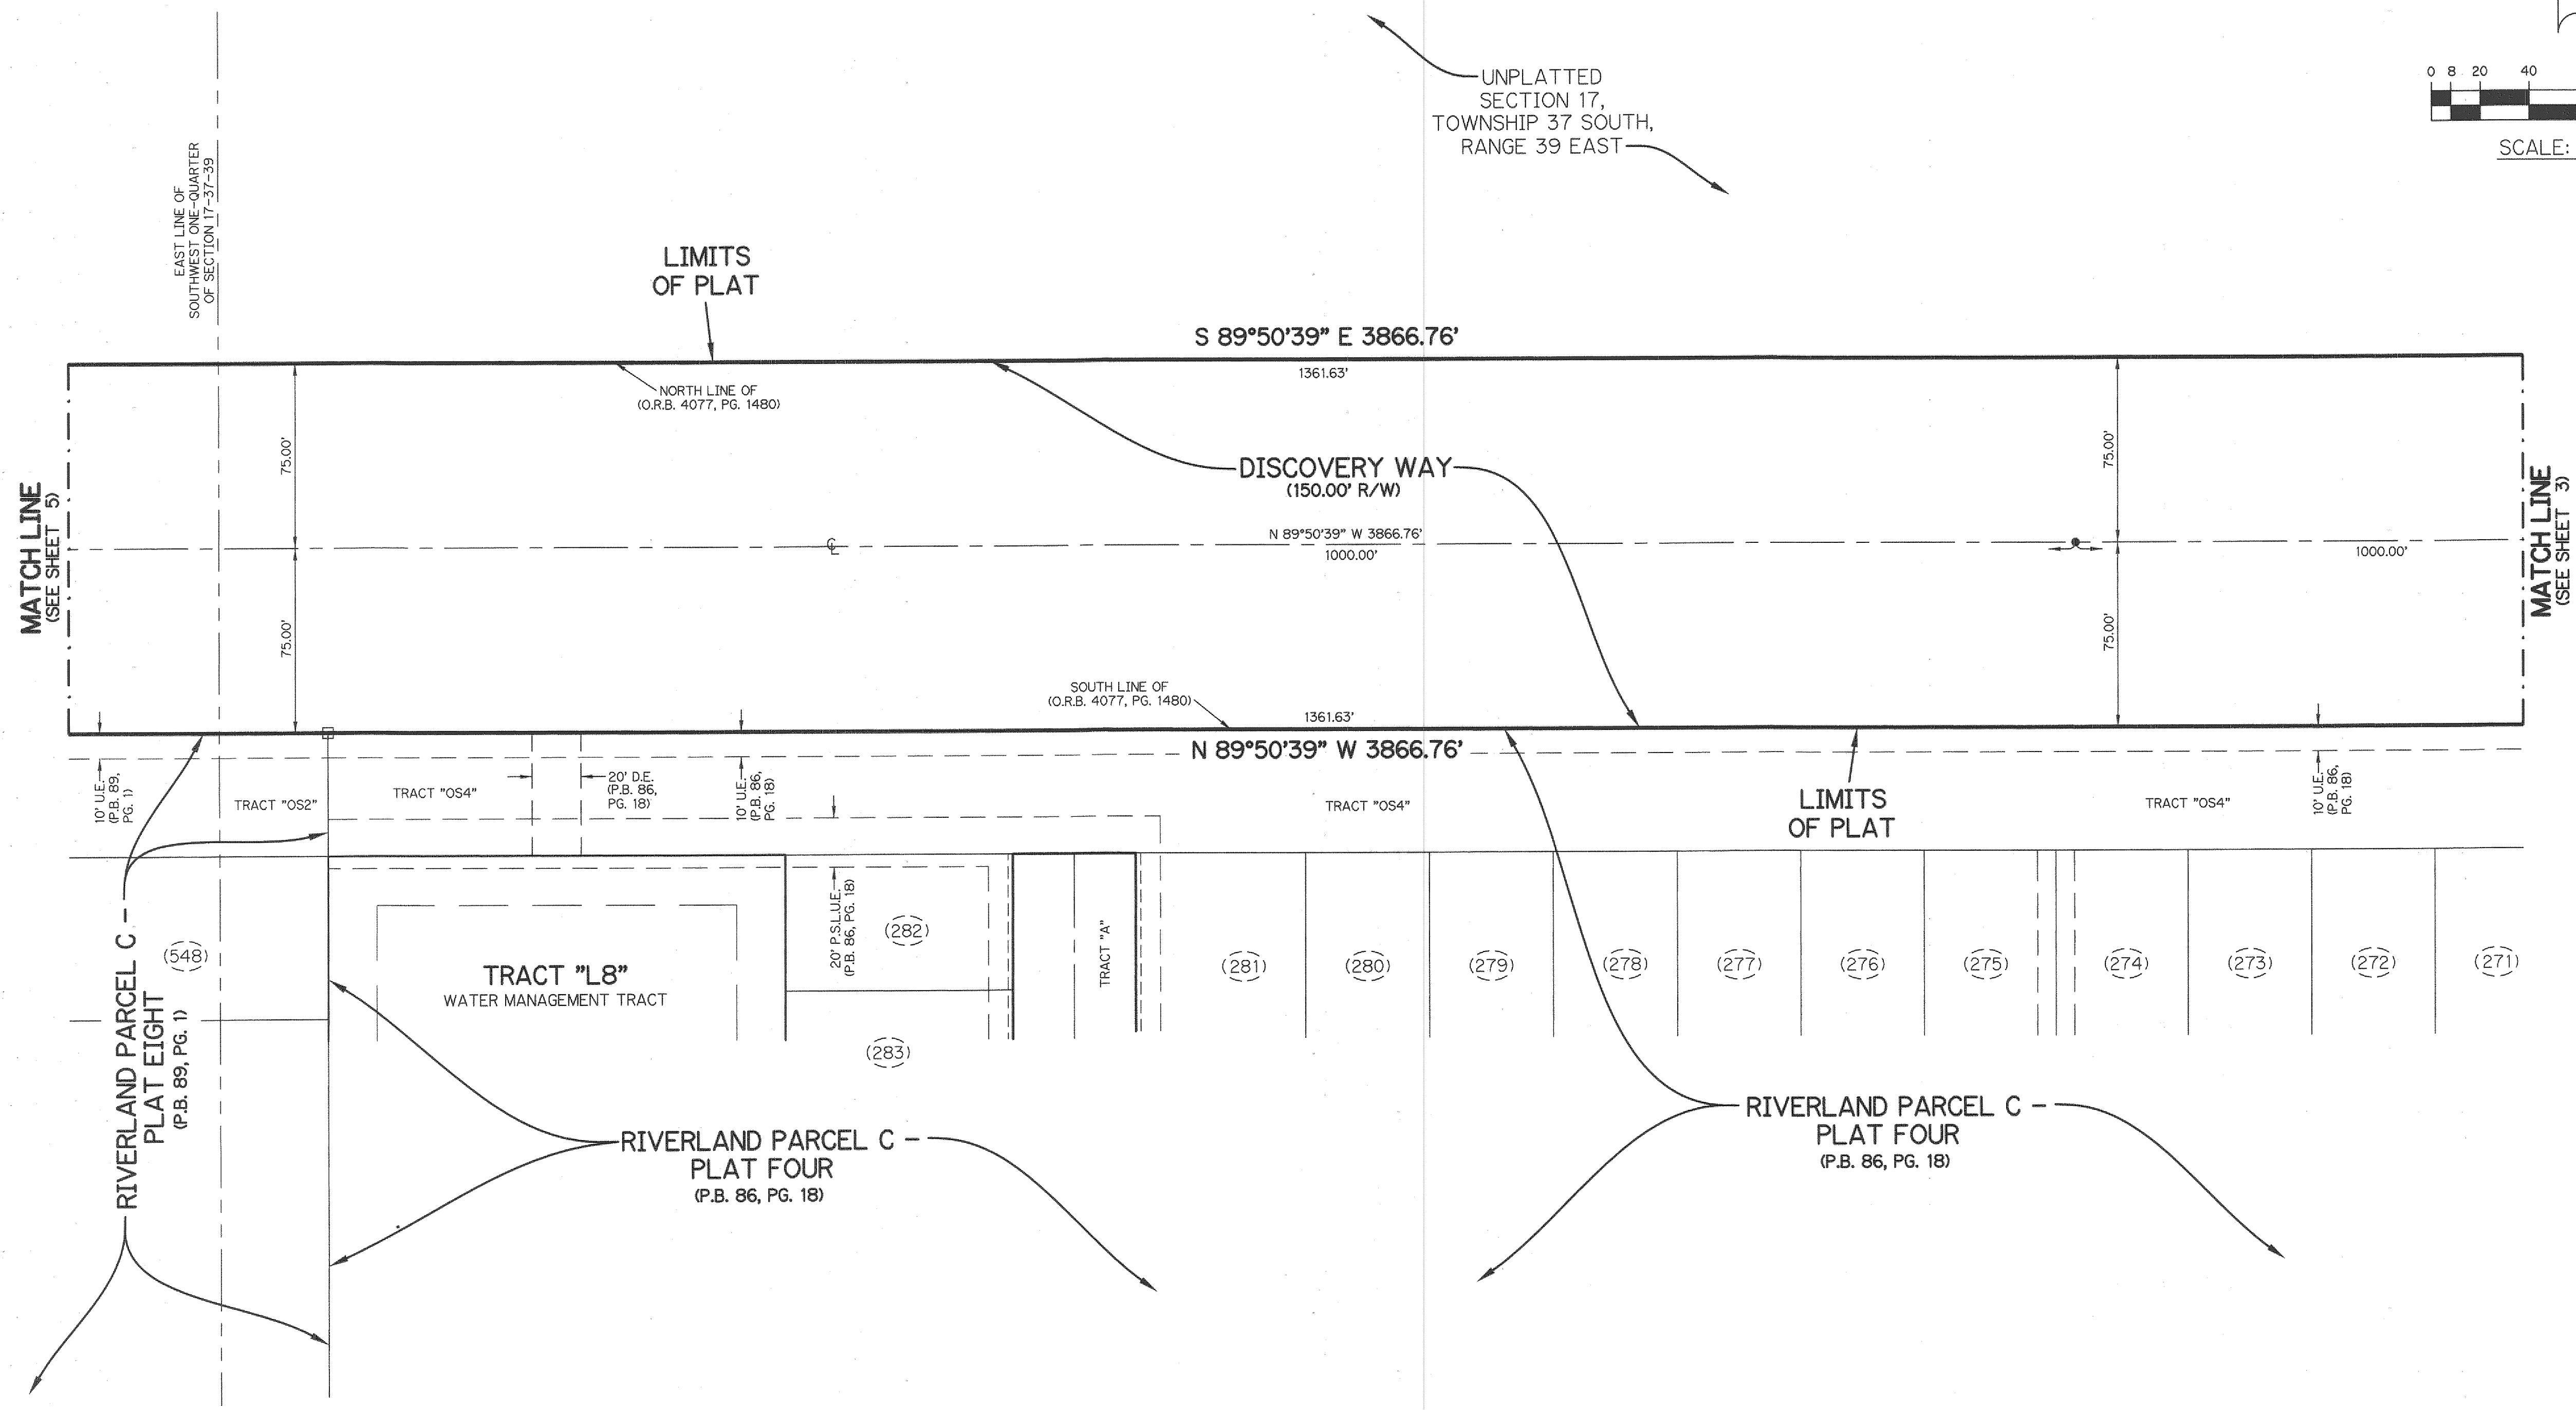 UNPLATTED
SECTION 17,
TOWNSHIP 37 SOUTH,
RANGE 39 EAST
0 8 20 40
SCALE:
EAST LINE OF
SOUTHWEST ONE-QUARTER
OF SECTION 17-37-39
LIMITS
OF PLAT
S 89°50'39" E 3866.76'
1361.63'
NORTH LINE OF
(O.R.B. 4077, PG. 1480)
75.00'
75.00'
DISCOVERY WAY
(150.00' R/W)
MATCH LINE
(SEE SHEET 5)
MATCH LINE
(SEE SHEET 3)
N 89°50'39" W 3866.76'
1000.00'
1000.00'
75.00'
75.00'
SOUTH LINE OF
(O.R.B. 4077, PG. 1480)
1361.63'
N 89°50'39" W 3866.76'
10' U.E.
(P.B. 89,
PG. 1)
TRACT "OS2"
TRACT "OS4"
20' D.E.
(P.B. 86,
PG. 18)
10' U.E.
(P.B. 86,
PG. 18)
TRACT "OS4"
LIMITS
OF PLAT
TRACT "OS4"
10' U.E.
(P.B. 86,
PG. 18)
20' P.S.L.U.E.
(P.B. 86, PG. 18)
(282)
TRACT "A"
(548)
TRACT "L8"
WATER MANAGEMENT TRACT
(281)
(280)
(279)
(278)
(277)
(276)
(275)
(274)
(273)
(272)
(271)
(283)
RIVERLAND PARCEL C -
PLAT EIGHT
(P.B. 89, PG. 1)
RIVERLAND PARCEL C -
PLAT FOUR
(P.B. 86, PG. 18)
RIVERLAND PARCEL C -
PLAT FOUR
(P.B. 86, PG. 18)